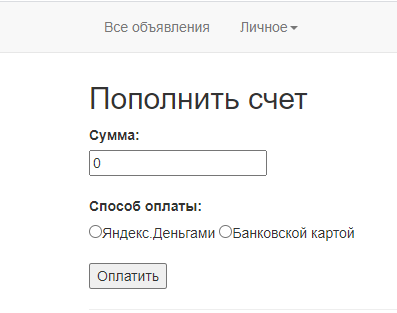 Все объявления Личное
Пополнить счет
Сумма:
0
Способ оплаты:
Яндекс.Деньгами Банковской картой
Оплатить